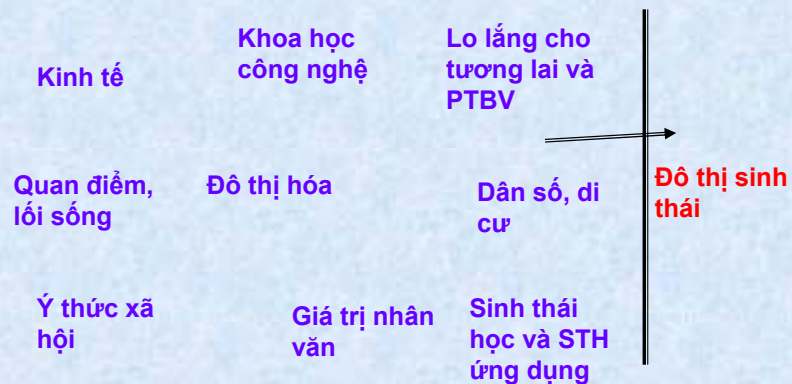 Kinh tế
Khoa học
công nghệ
Lo lắng cho
tương lai và
PTBV
Quan điểm,
lối sống
Đô thị hóa
Dân số, di
cư
Đô thị sinh
thái
Ý thức xã
hội
Giá trị nhân
văn
Sinh thái
học và STH
ứng dụng